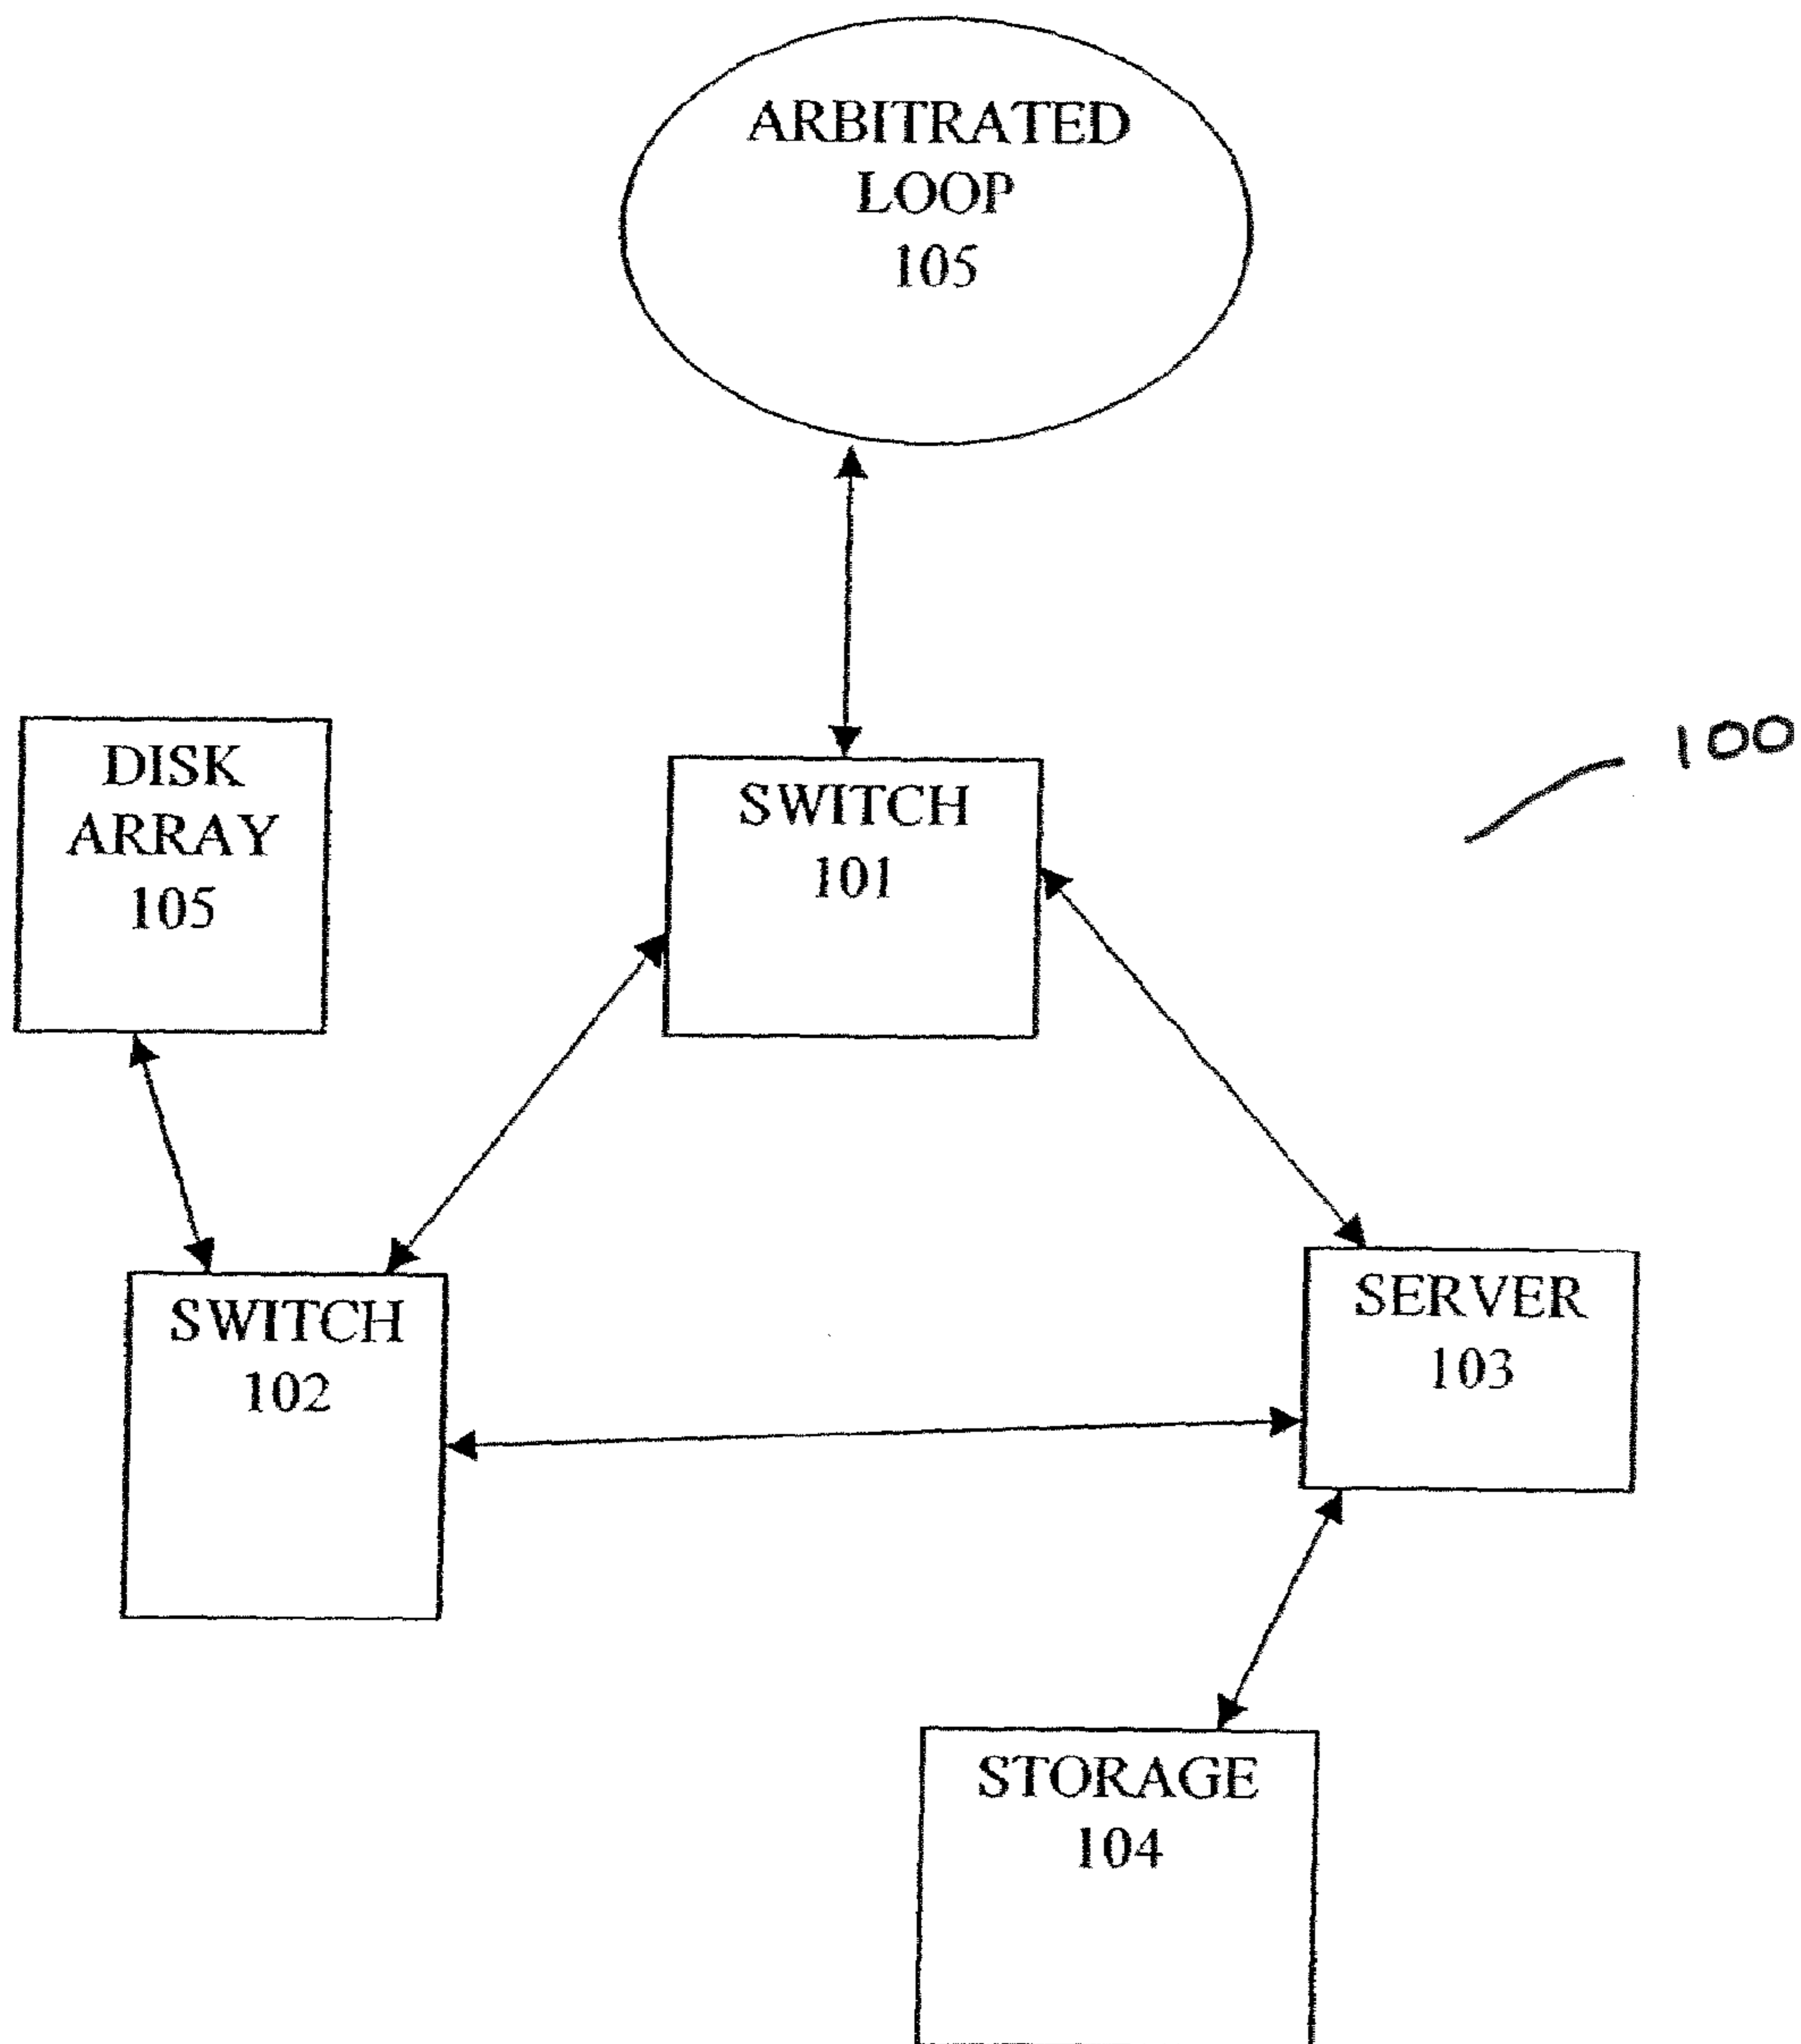 ARBITRATED
LOOP
105
DISK
ARRAY
105
SWITCH
101
100
SWITCH
102
SERVER
103
STORAGE
104